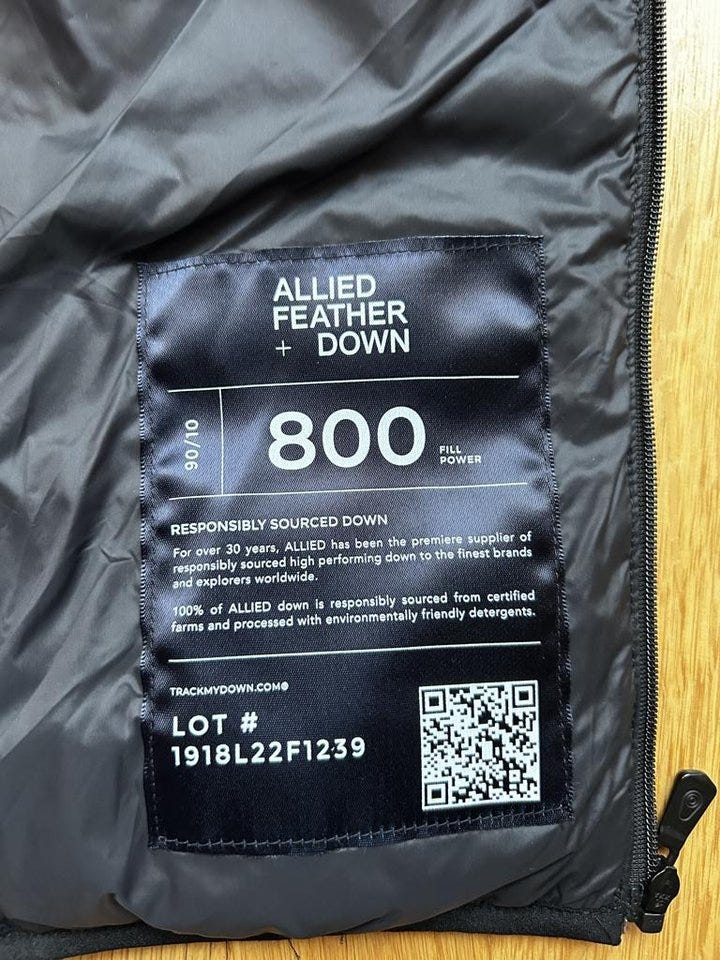 ALLIED
FEATHER
+ DOWN
90/10
800
FILL
POWER
RESPONSIBLY SOURCED DOWN
For over 30 years, ALLIED has been the premiere supplier of
responsibly sourced high performing down to the finest brands
and explorers worldwide.
100% of ALLIED down is responsibly sourced from certified
farms and processed with environmentally friendly detergents.
TRACKMYDOWN.COM®
LOT #
1918L22F1239